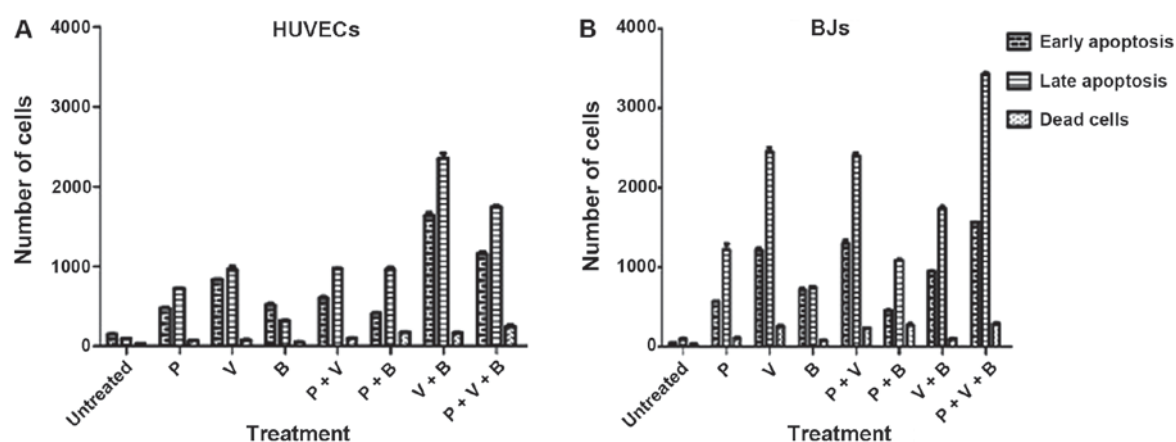 A
HUVECs
4000
3000
2000
1000
0
Number of cells
Untreated
P
V
B
P + V
P + B
V + B
P + V + B
Treatment
B
BJs
4000
3000
2000
1000
0
Number of cells
Untreated
P
V
B
P + V
P + B
V + B
P + V + B
Treatment
Early apoptosis
Late apoptosis
Dead cells